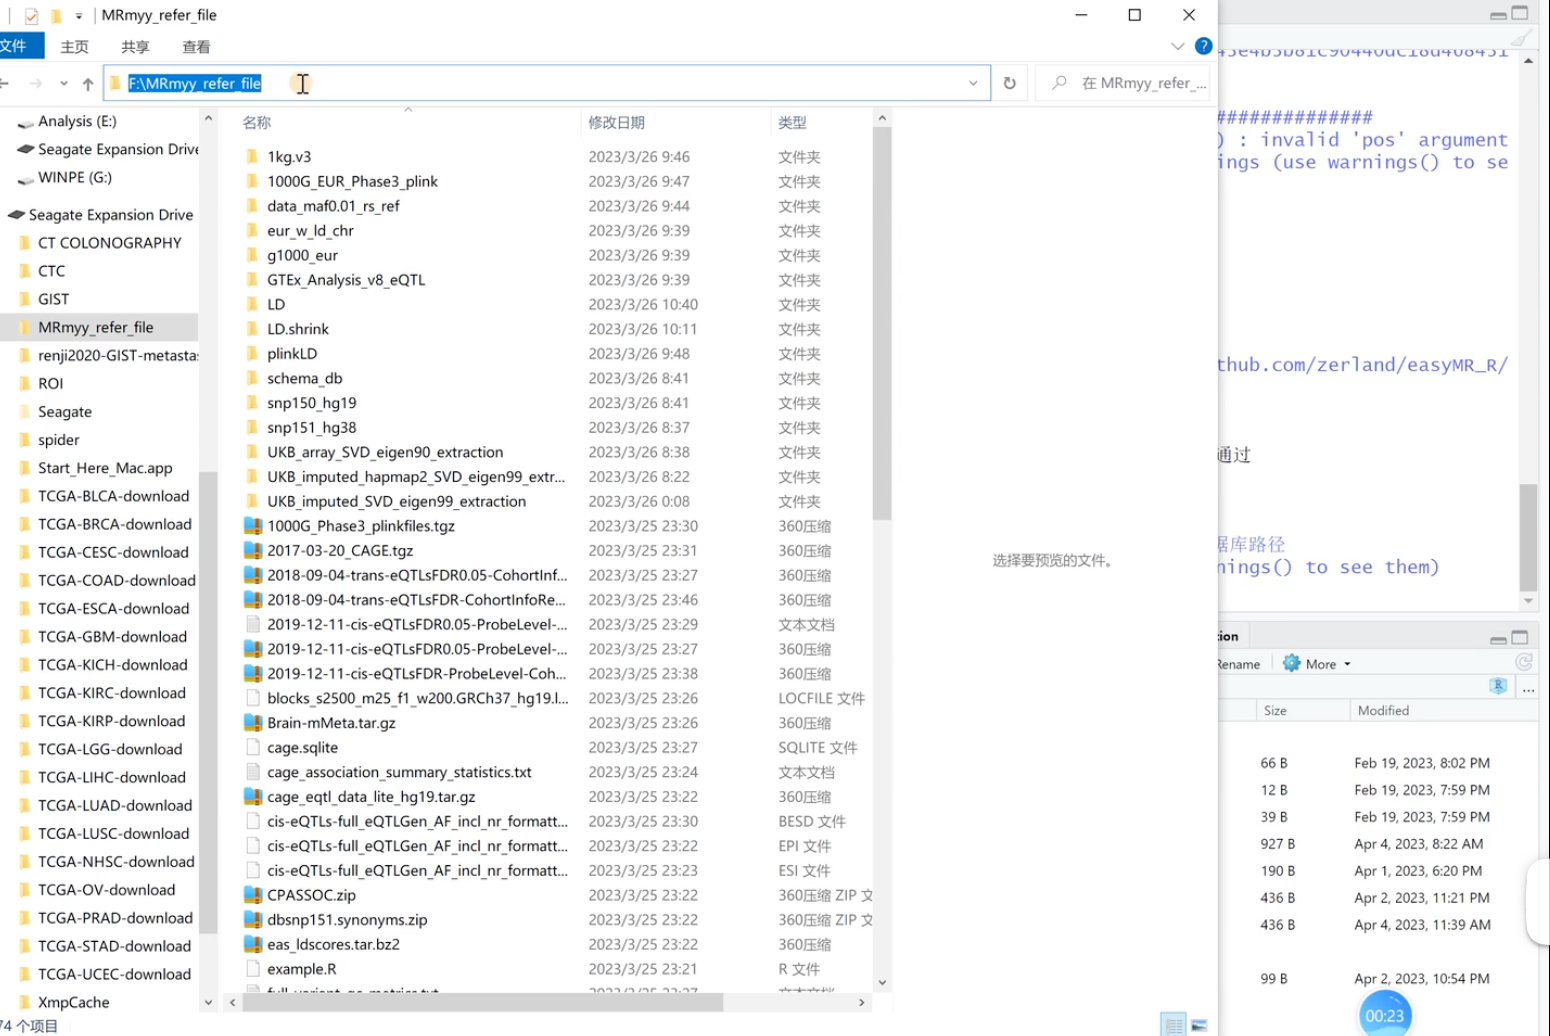 MRmyy_refer_file
文件 主页 共享 查看
F:\MRmyy_refer_file
在 MRmyy_refer_...
Analysis (E:)
Seagate Expansion Drive
WINPE (G:)
Seagate Expansion Drive
CT COLONOGRAPHY
CTC
GIST
MRmyy_refer_file
renji2020-GIST-metastas
ROI
Seagate
spider
Start_Here_Mac.app
TCGA-BLCA-download
TCGA-BRCA-download
TCGA-CESC-download
TCGA-COAD-download
TCGA-ESCA-download
TCGA-GBM-download
TCGA-KICH-download
TCGA-KIRC-download
TCGA-KIRP-download
TCGA-LGG-download
TCGA-LIHC-download
TCGA-LUAD-download
TCGA-LUSC-download
TCGA-NHSC-download
TCGA-OV-download
TCGA-PRAD-download
TCGA-STAD-download
TCGA-UCEC-download
XmpCache
74 个项目
名称 修改日期 类型
1kg.v3 2023/3/26 9:46 文件夹
1000G_EUR_Phase3_plink 2023/3/26 9:47 文件夹
data_maf0.01_rs_ref 2023/3/26 9:44 文件夹
eur_w_ld_chr 2023/3/26 9:39 文件夹
g1000_eur 2023/3/26 9:39 文件夹
GTEx_Analysis_v8_eQTL 2023/3/26 9:39 文件夹
LD 2023/3/26 10:40 文件夹
LD.shrink 2023/3/26 10:11 文件夹
plinkLD 2023/3/26 9:48 文件夹
schema_db 2023/3/26 8:41 文件夹
snp150_hg19 2023/3/26 8:41 文件夹
snp151_hg38 2023/3/26 8:37 文件夹
UKB_array_SVD_eigen90_extraction 2023/3/26 8:38 文件夹
UKB_imputed_hapmap2_SVD_eigen99_extr... 2023/3/26 8:22 文件夹
UKB_imputed_SVD_eigen99_extraction 2023/3/26 0:08 文件夹
1000G_Phase3_plinkfiles.tgz 2023/3/25 23:30 360压缩
2017-03-20_CAGE.tgz 2023/3/25 23:31 360压缩
2018-09-04-trans-eQTLsFDR0.05-CohortInf... 2023/3/25 23:27 360压缩
2018-09-04-trans-eQTLsFDR-CohortInfoRe... 2023/3/25 23:46 360压缩
2019-12-11-cis-eQTLsFDR0.05-ProbeLevel-... 2023/3/25 23:29 文本文档
2019-12-11-cis-eQTLsFDR0.05-ProbeLevel-... 2023/3/25 23:27 360压缩
2019-12-11-cis-eQTLsFDR-ProbeLevel-Coh... 2023/3/25 23:38 360压缩
blocks_s2500_m25_f1_w200.GRCh37_hg19.l... 2023/3/25 23:26 LOCFILE 文件
Brain-mMeta.tar.gz 2023/3/25 23:26 360压缩
cage.sqlite 2023/3/25 23:27 SQLITE 文件
cage_association_summary_statistics.txt 2023/3/25 23:24 文本文档
cage_eqtl_data_lite_hg19.tar.gz 2023/3/25 23:22 360压缩
cis-eQTLs-full_eQTLGen_AF_incl_nr_formatt... 2023/3/25 23:30 BESD 文件
cis-eQTLs-full_eQTLGen_AF_incl_nr_formatt... 2023/3/25 23:22 EPI 文件
cis-eQTLs-full_eQTLGen_AF_incl_nr_formatt... 2023/3/25 23:23 ESI 文件
CPASSOC.zip 2023/3/25 23:22 360压缩 ZIP 文
dbsnp151.synonyms.zip 2023/3/25 23:22 360压缩 ZIP 文
eas_ldscores.tar.bz2 2023/3/25 23:22 360压缩
example.R 2023/3/25 23:21 R 文件
选择要预览的文件。
##############
) : invalid 'pos' argument
ings (use warnings() to se
thub.com/zerland/easyMR_R/
通过
据库路径
nings() to see them)
tion
Rename More
Size Modified
66 B Feb 19, 2023, 8:02 PM
12 B Feb 19, 2023, 7:59 PM
39 B Feb 19, 2023, 7:59 PM
927 B Apr 4, 2023, 8:22 AM
190 B Apr 1, 2023, 6:20 PM
436 B Apr 2, 2023, 11:21 PM
436 B Apr 4, 2023, 11:39 AM
99 B Apr 2, 2023, 10:54 PM
00:23